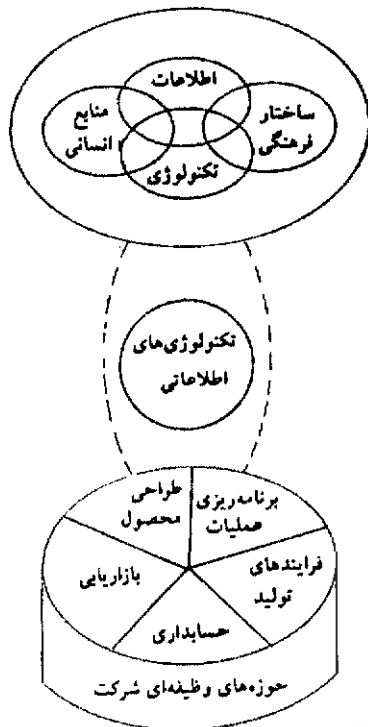 اطلاعات
منابع
انسانی
ساختار
فرهنگی
تکنولوژی
تکنولوژی‌های
اطلاعاتی
برنامه‌ریزی
عملیات
طراحی
محصول
فرایندهای
تولید
بازاریابی
حسابداری
حوزه‌های وظیفه‌ای شرکت